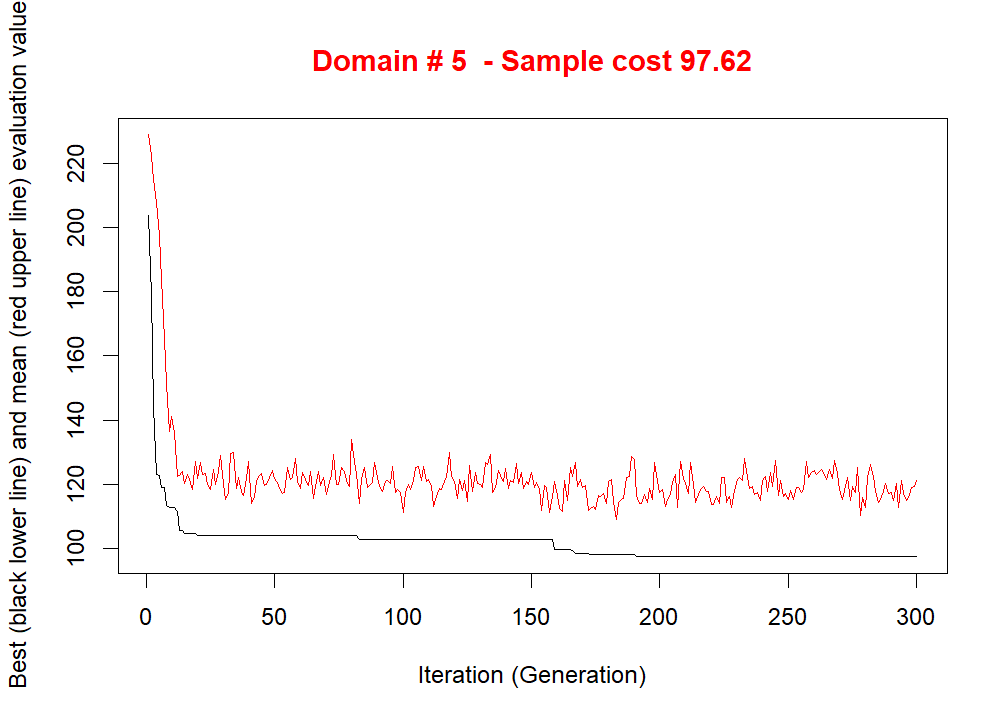 Domain # 5  - Sample cost 97.62
Best (black lower line) and mean (red upper line) evaluation value
220
200
180
160
140
120
100
0 50 100 150 200 250 300
Iteration (Generation)